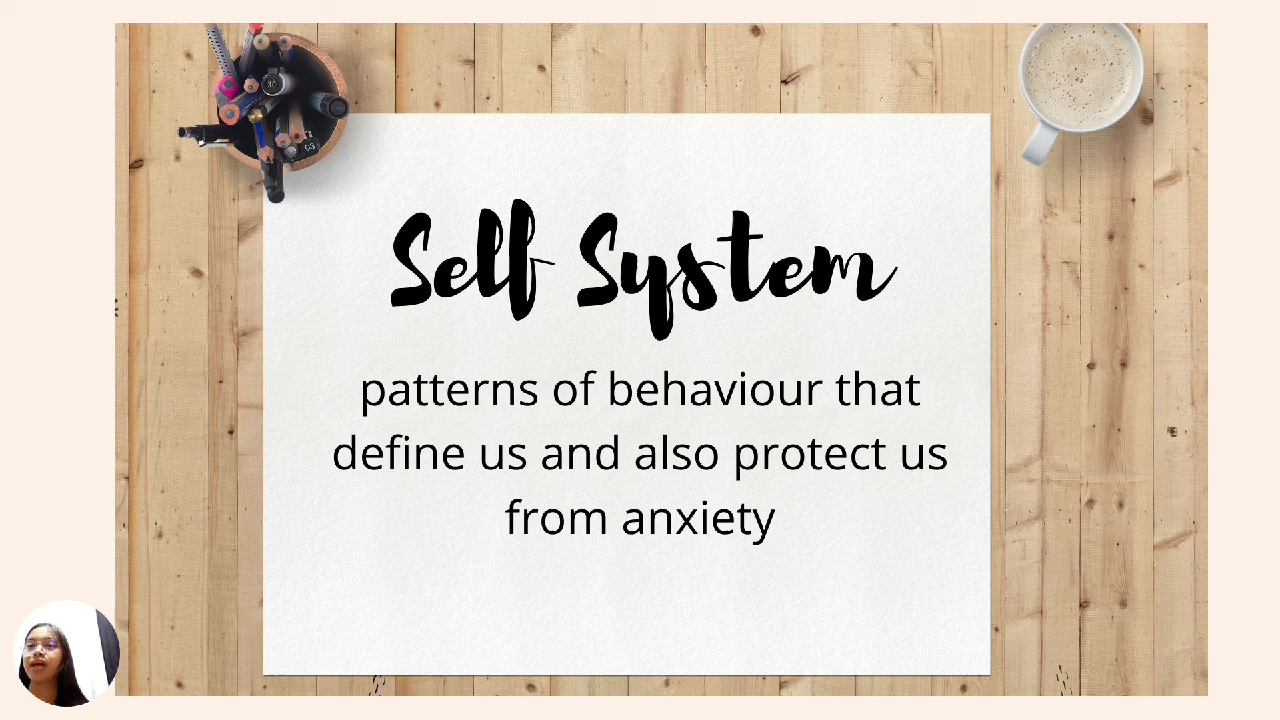 Self System
patterns of behaviour that
define us and also protect us
from anxiety